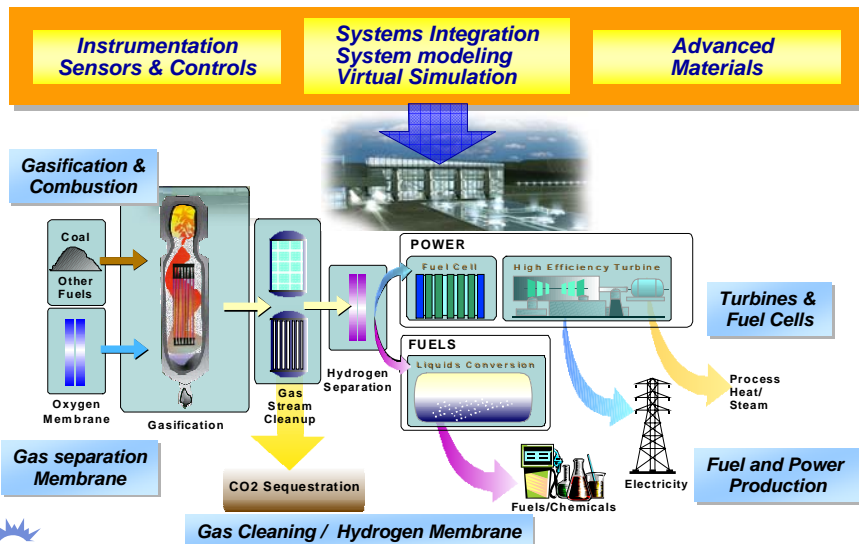 Instrumentation
Sensors & Controls
Systems Integration
System modeling
Virtual Simulation
Advanced
Materials
Gasification &
Combustion
Coal
Other
Fuels
Oxygen
Membrane
Gasification
Gas
Stream
Cleanup
Hydrogen
Separation
POWER
Fuel Cell
High Efficiency Turbine
FUELS
Liquids Conversion
Turbines &
Fuel Cells
Process
Heat/
Steam
Electricity
Fuels/Chemicals
Gas separation
Membrane
CO2 Sequestration
Fuel and Power
Production
Gas Cleaning / Hydrogen Membrane